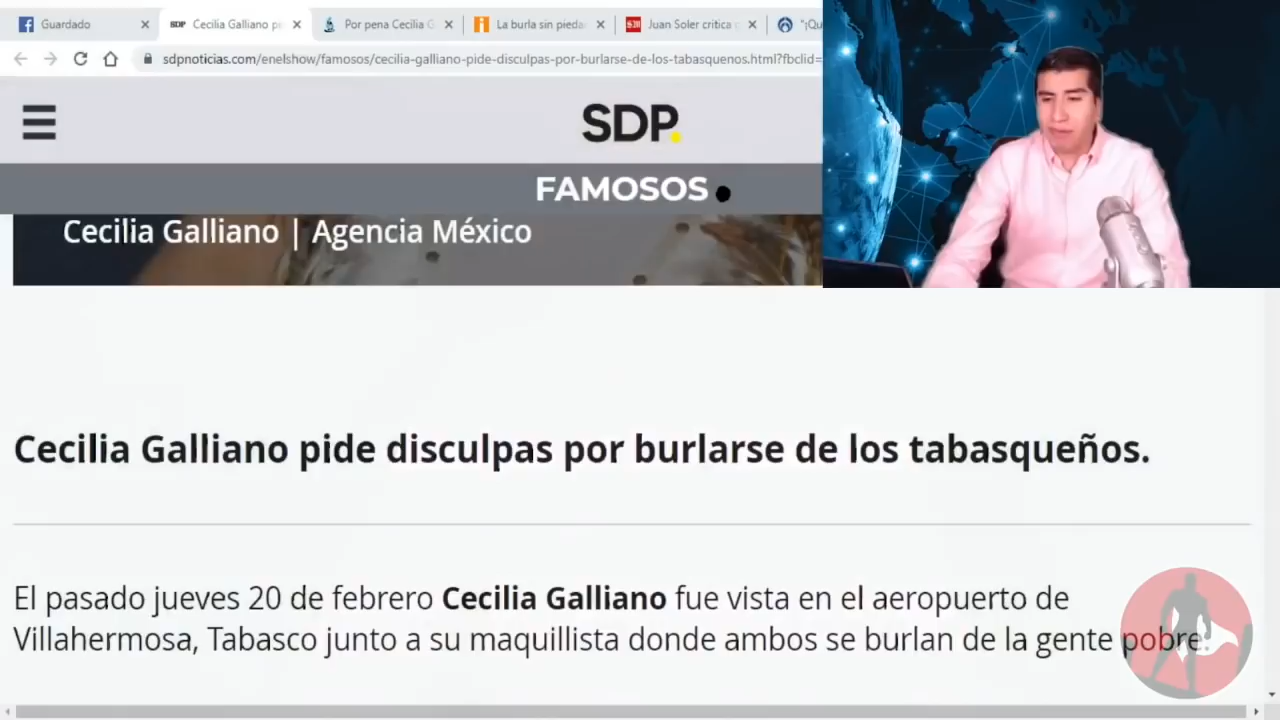 Guardado
SDP Cecilia Galliano pi
Por pena Cecilia G
La burla sin pieda
Juan Soler critica
"¡Qu
sdpnoticias.com/enelshow/famosos/cecilia-galliano-pide-disculpas-por-burlarse-de-los-tabasquenos.html?fbclid=
SDP.
FAMOSOS
Cecilia Galliano | Agencia México
Cecilia Galliano pide disculpas por burlarse de los tabasqueños.
El pasado jueves 20 de febrero Cecilia Galliano fue vista en el aeropuerto de
Villahermosa, Tabasco junto a su maquillista donde ambos se burlan de la gente pobre.